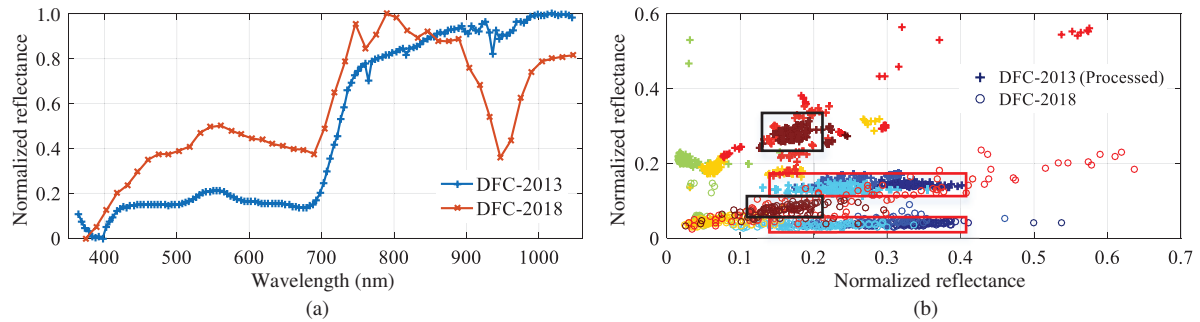 1.0
0.8
0.6
0.4
0.2
0
Normalized reflectance
400 500 600 700 800 900 1000
Wavelength (nm)
DFC-2013
DFC-2018
(a)
0.6
0.4
0.2
0
Normalized reflectance
0 0.1 0.2 0.3 0.4 0.5 0.6 0.7
Normalized reflectance
DFC-2013 (Processed)
DFC-2018
(b)